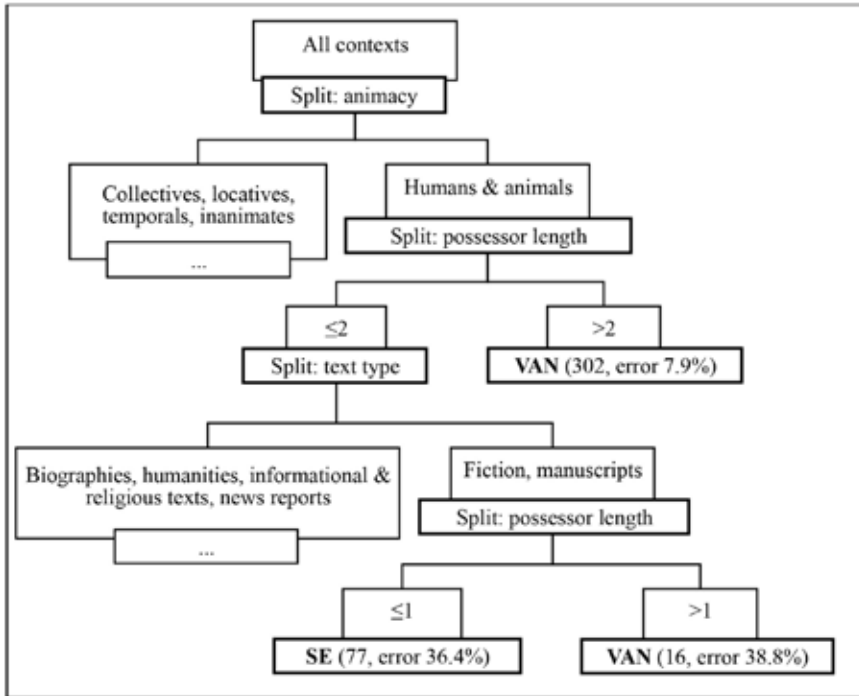 All contexts
Split: animacy
Collectives, locatives,
temporals, inanimates
...
Humans & animals
Split: possessor length
≤2
Split: text type
>2
VAN (302, error 7.9%)
Biographies, humanities, informational &
religious texts, news reports
...
Fiction, manuscripts
Split: possessor length
≤1
SE (77, error 36.4%)
>1
VAN (16, error 38.8%)